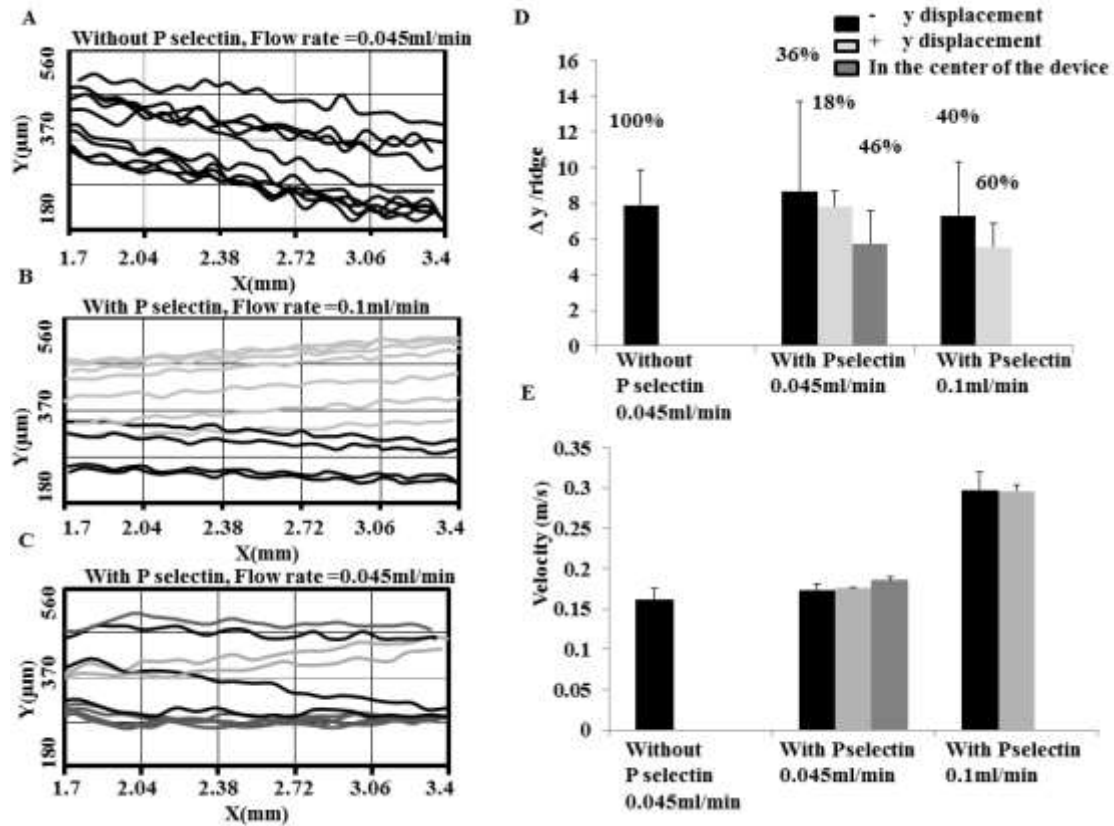 A
Without P selectin, Flow rate =0.045ml/min
560
370
180
Y(µm)
1.7 2.04 2.38 2.72 3.06 3.4
X(mm)
B
With P selectin, Flow rate =0.1ml/min
560
370
180
Y(µm)
1.7 2.04 2.38 2.72 3.06 3.4
X(mm)
C
With P selectin, Flow rate =0.045ml/min
560
370
180
Y(µm)
1.7 2.04 2.38 2.72 3.06 3.4
X(mm)
D
- y displacement
+ y displacement
In the center of the device
16
14
12
10
8
6
4
2
0
Δ y /ridge
100%
36%
18%
46%
40%
60%
Without
P selectin
0.045ml/min
With Pselectin
0.045ml/min
With Pselectin
0.1ml/min
E
0.35
0.3
0.25
0.2
0.15
0.1
0.05
0
Velocity (m/s)
Without
P selectin
0.045ml/min
With Pselectin
0.045ml/min
With Pselectin
0.1ml/min